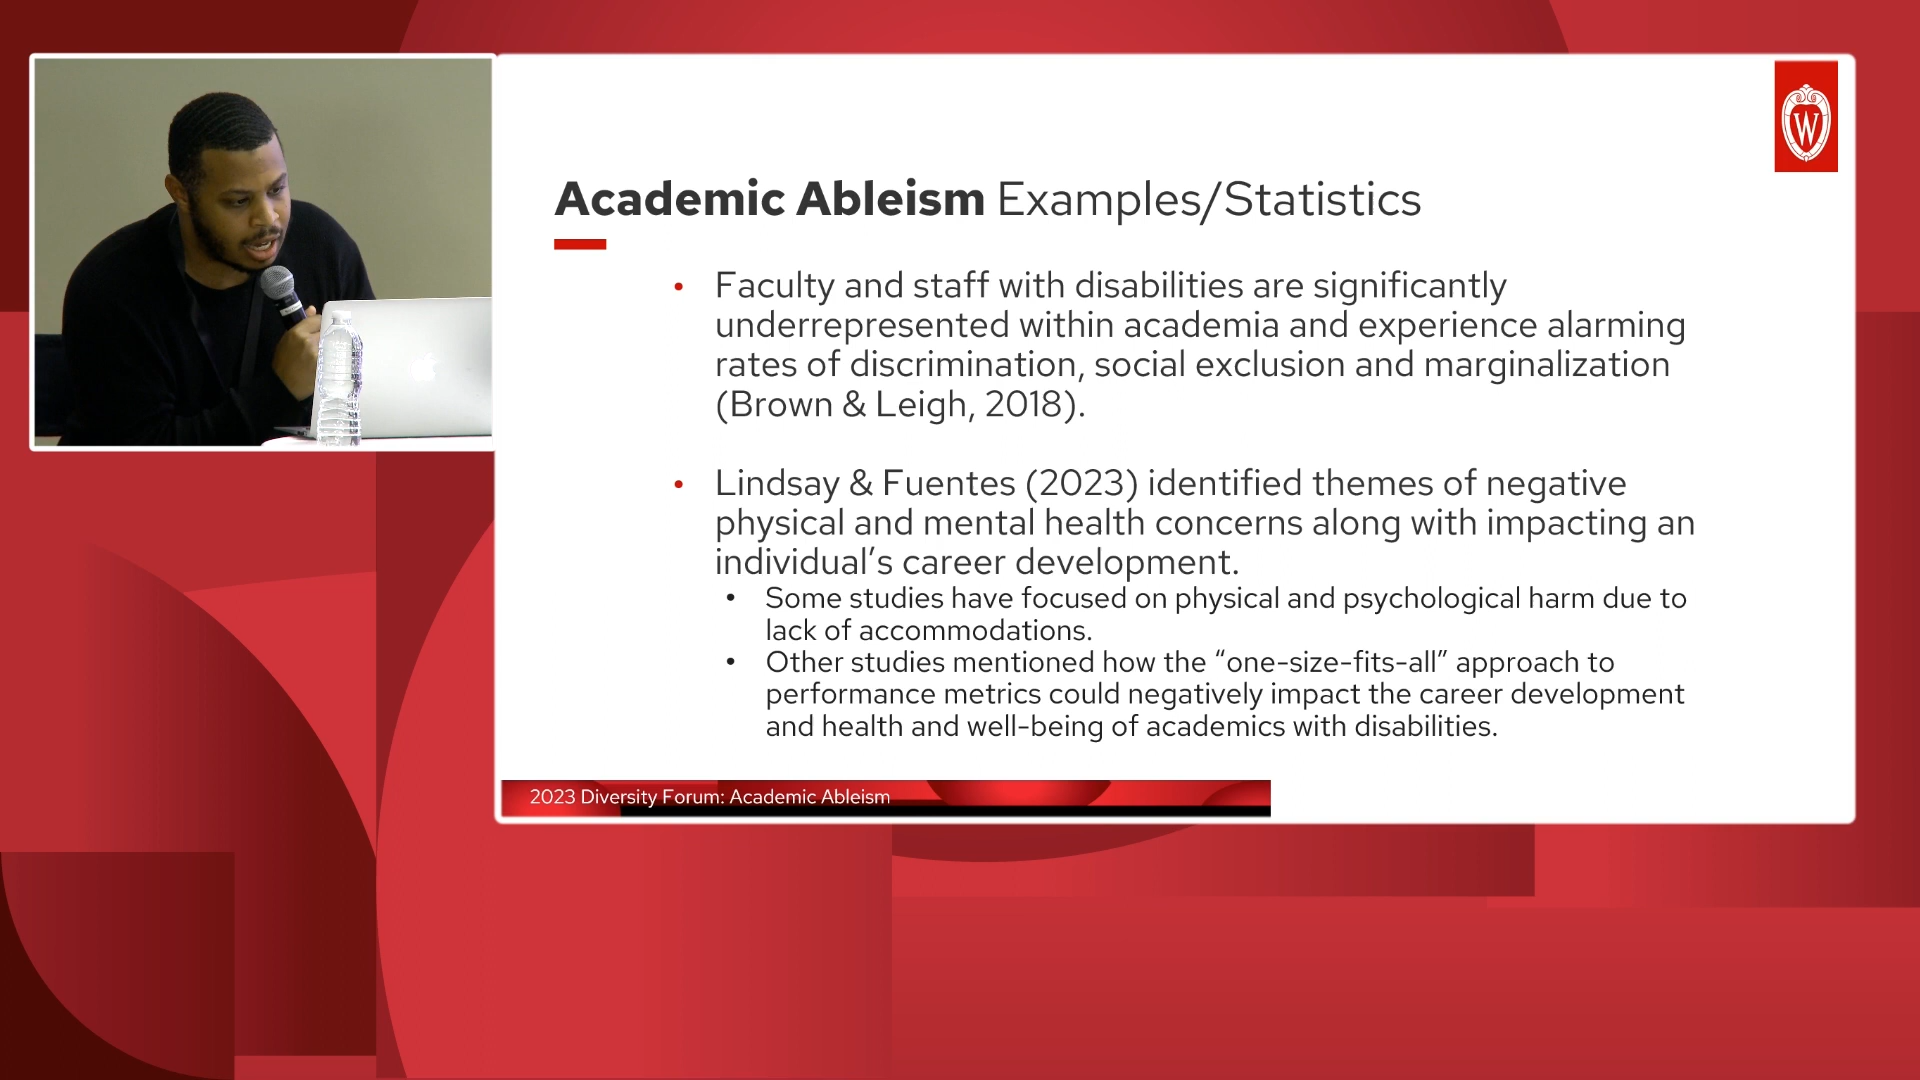 W
Academic Ableism Examples/Statistics
• Faculty and staff with disabilities are significantly
underrepresented within academia and experience alarming
rates of discrimination, social exclusion and marginalization
(Brown & Leigh, 2018).
• Lindsay & Fuentes (2023) identified themes of negative
physical and mental health concerns along with impacting an
individual’s career development.
• Some studies have focused on physical and psychological harm due to
lack of accommodations.
• Other studies mentioned how the “one-size-fits-all” approach to
performance metrics could negatively impact the career development
and health and well-being of academics with disabilities.
2023 Diversity Forum: Academic Ableism